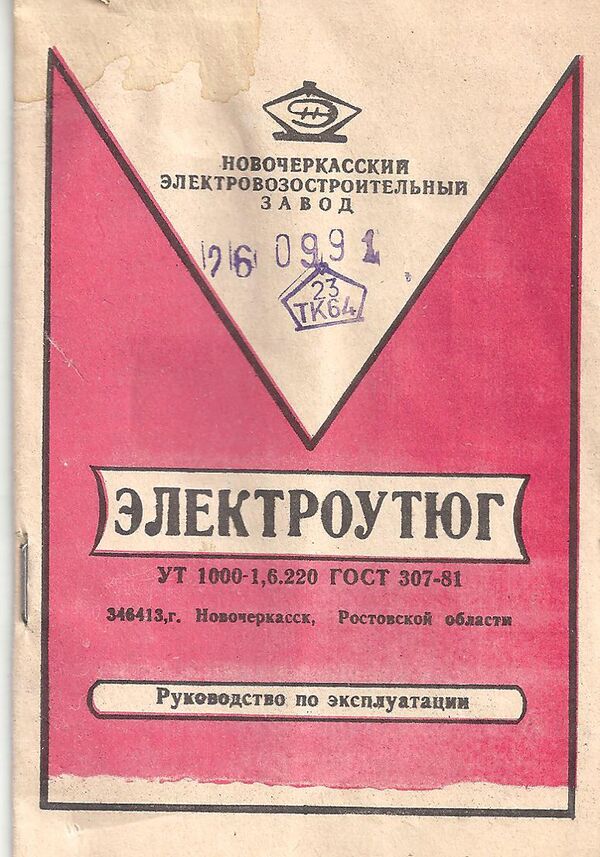 НОВОЧЕРКАССКИЙ
ЭЛЕКТРОВОЗОСТРОИТЕЛЬНЫЙ
ЗАВОД
26 0991
23
ТК64
ЭЛЕКТРОУТЮГ
УТ 1000-1,6.220 ГОСТ 307-81
346413,г. Новочеркасск, Ростовской области
Руководство по эксплуатации